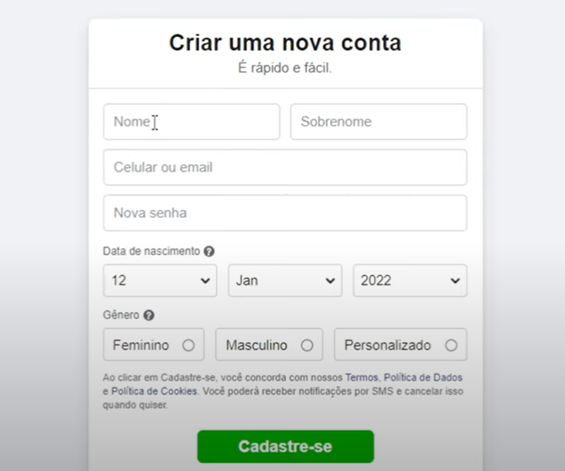 Criar uma nova conta
É rápido e fácil.
Nome Sobrenome
Celular ou email
Nova senha
Data de nascimento ?
12 Jan 2022
Gênero ?
Feminino Masculino Personalizado
Ao clicar em Cadastre-se, você concorda com nossos Termos, Política de Dados
e Política de Cookies. Você poderá receber notificações por SMS e cancelar isso
quando quiser.
Cadastre-se